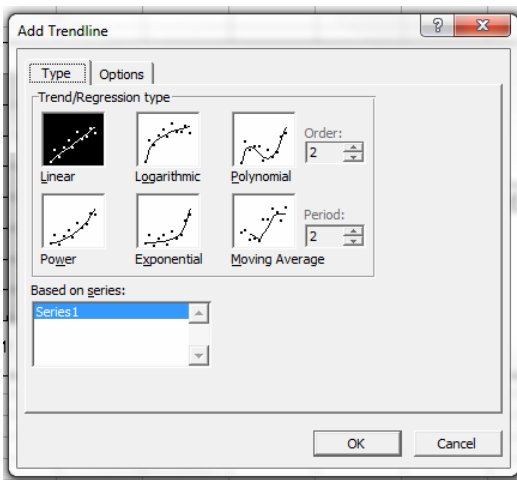 Add Trendline
Type Options
Trend/Regression type
Linear Logarithmic Polynomial
Order:
2
Power Exponential Moving Average
Period:
2
Based on series:
Series1
OK Cancel